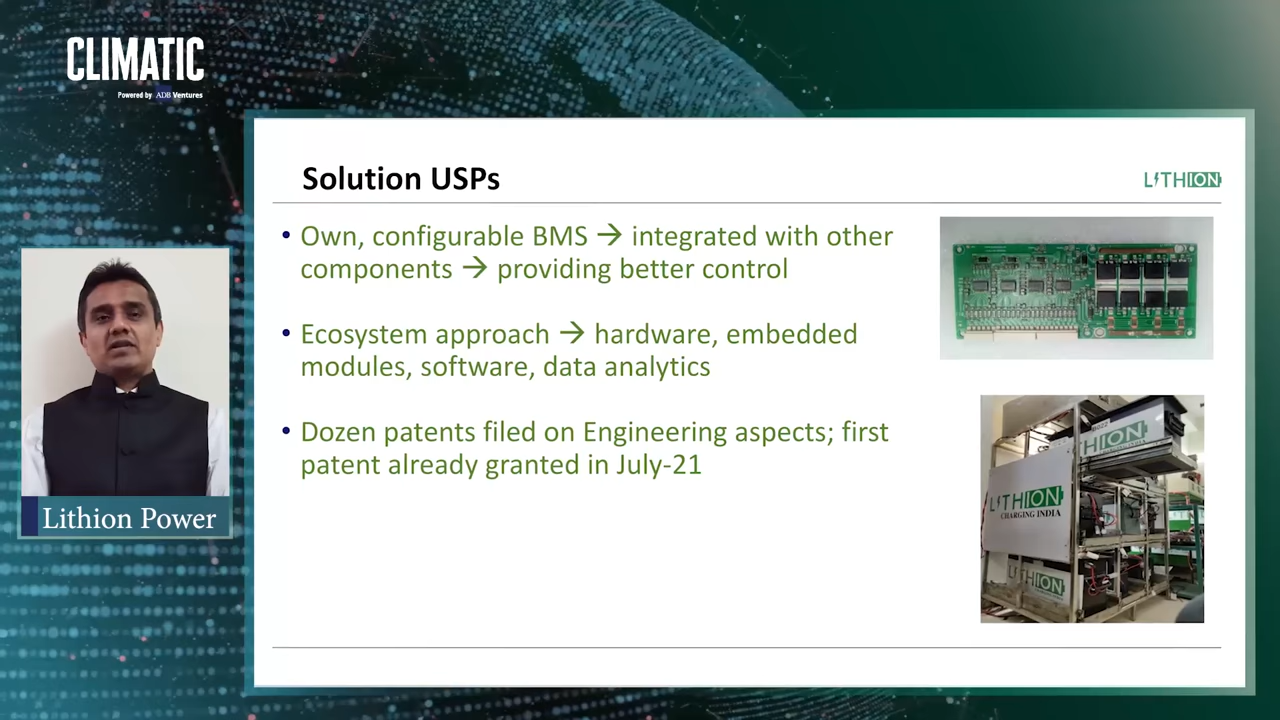 CLIMATIC
Powered by ADB Ventures
Solution USPs
LITHION
• Own, configurable BMS → integrated with other
components → providing better control
• Ecosystem approach → hardware, embedded
modules, software, data analytics
• Dozen patents filed on Engineering aspects; first
patent already granted in July-21
HION
LITHION
CHARGING INDIA
LITHION
Lithion Power